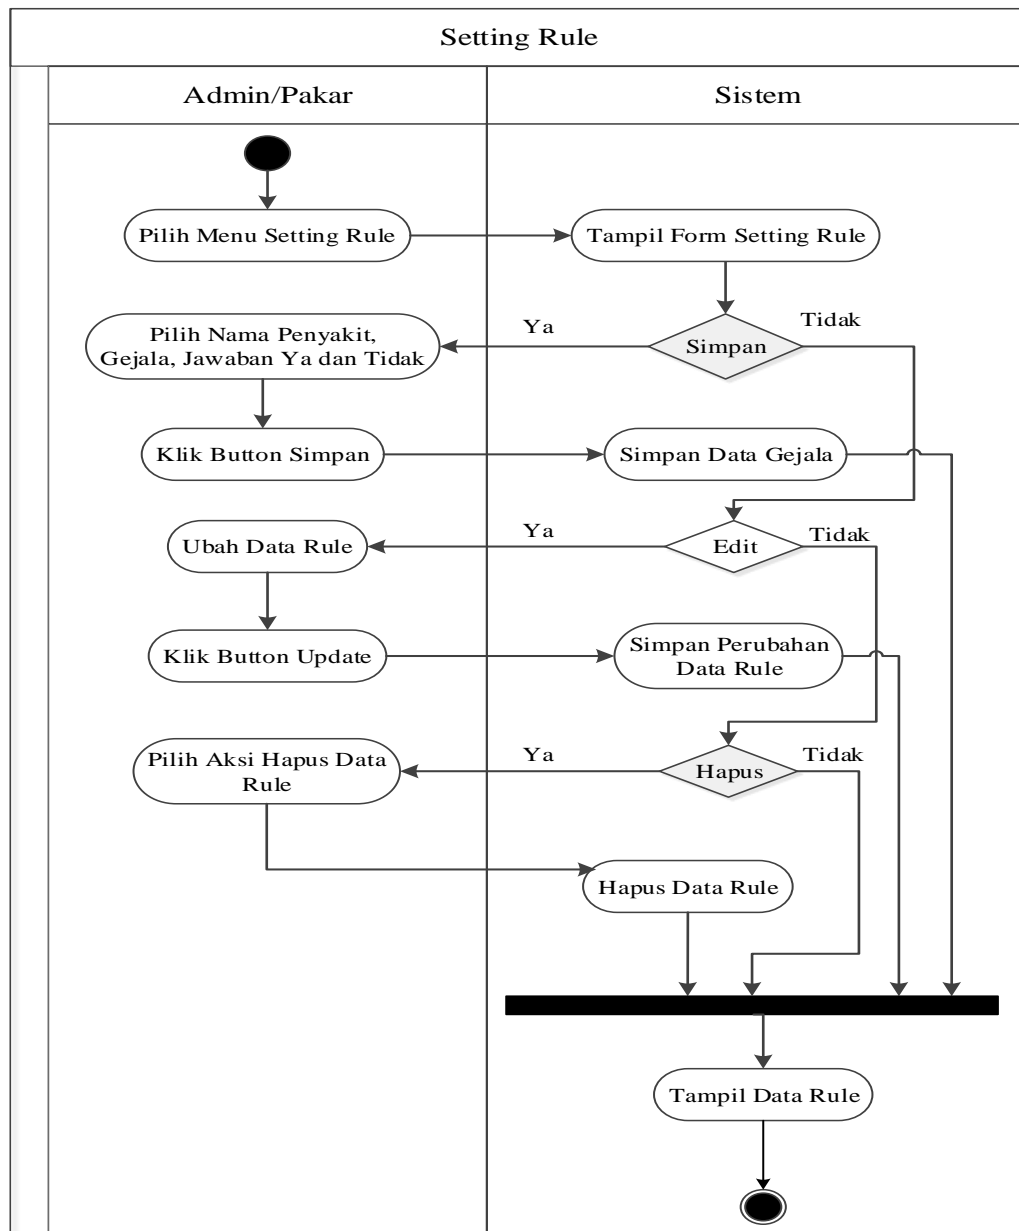 Setting Rule
Admin/Pakar
Sistem
Pilih Menu Setting Rule
Tampil Form Setting Rule
Pilih Nama Penyakit,
Gejala, Jawaban Ya dan Tidak
Ya
Simpan
Tidak
Klik Button Simpan
Simpan Data Gejala
Ubah Data Rule
Ya
Edit
Tidak
Klik Button Update
Simpan Perubahan
Data Rule
Pilih Aksi Hapus Data
Rule
Ya
Hapus
Tidak
Hapus Data Rule
Tampil Data Rule